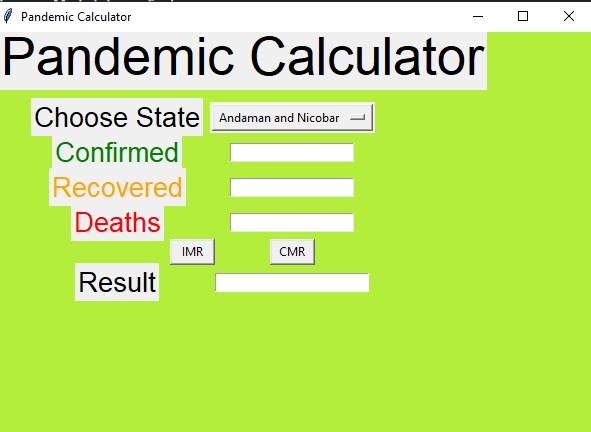 Pandemic Calculator
Pandemic Calculator
Choose State Andaman and Nicobar
Confirmed
Recovered
Deaths
IMR CMR
Result